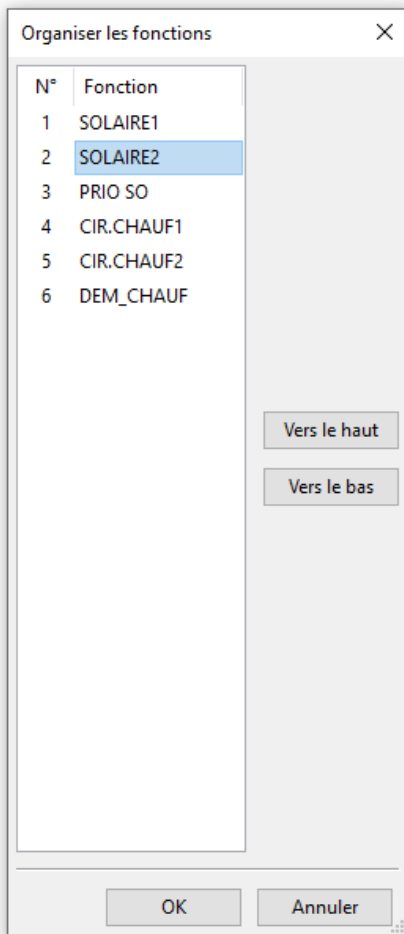 Organiser les fonctions
N° Fonction
1 SOLAIRE1
2 SOLAIRE2
3 PRIO SO
4 CIR.CHAUF1
5 CIR.CHAUF2
6 DEM_CHAUF
Vers le haut
Vers le bas
OK Annuler